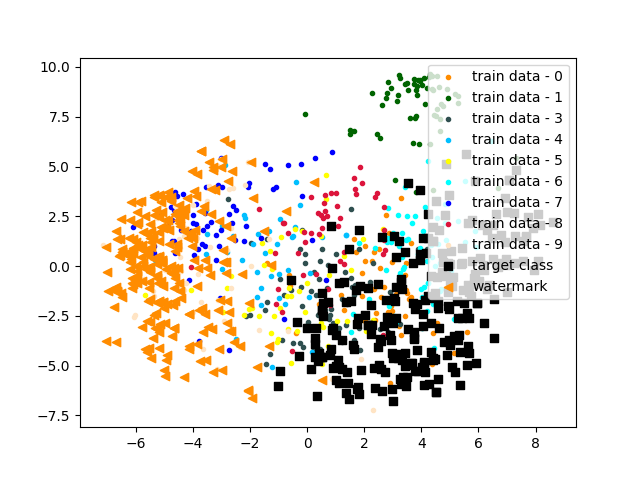 10.0
7.5
5.0
2.5
0.0
−2.5
−5.0
−7.5
−6
−4
−2
0
2
4
6
8
train data - 0
train data - 1
train data - 3
train data - 4
train data - 5
train data - 6
train data - 7
train data - 8
train data - 9
target class
watermark